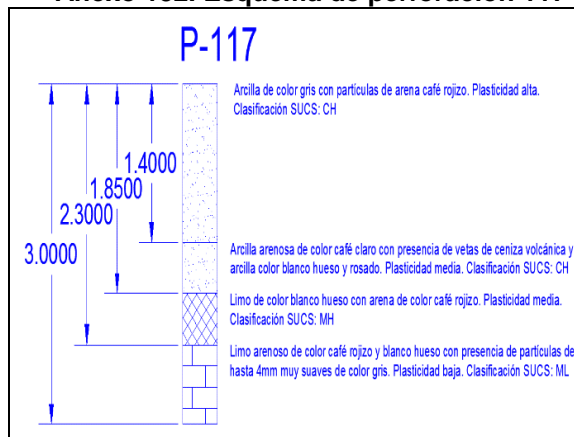 P-117
Arcilla de color gris con partículas de arena café rojizo. Plasticidad alta.
Clasificación SUCS: CH
1.4000
1.8500
2.3000
3.0000
Arcilla arenosa de color café claro con presencia de vetas de ceniza volcánica y
arcilla color blanco hueso y rosado. Plasticidad media. Clasificación SUCS: CH
Limo de color blanco hueso con arena de color café rojizo. Plasticidad media.
Clasificación SUCS: MH
Limo arenoso de color café rojizo y blanco hueso con presencia de partículas de
hasta 4mm muy suaves de color gris. Plasticidad baja. Clasificación SUCS: ML